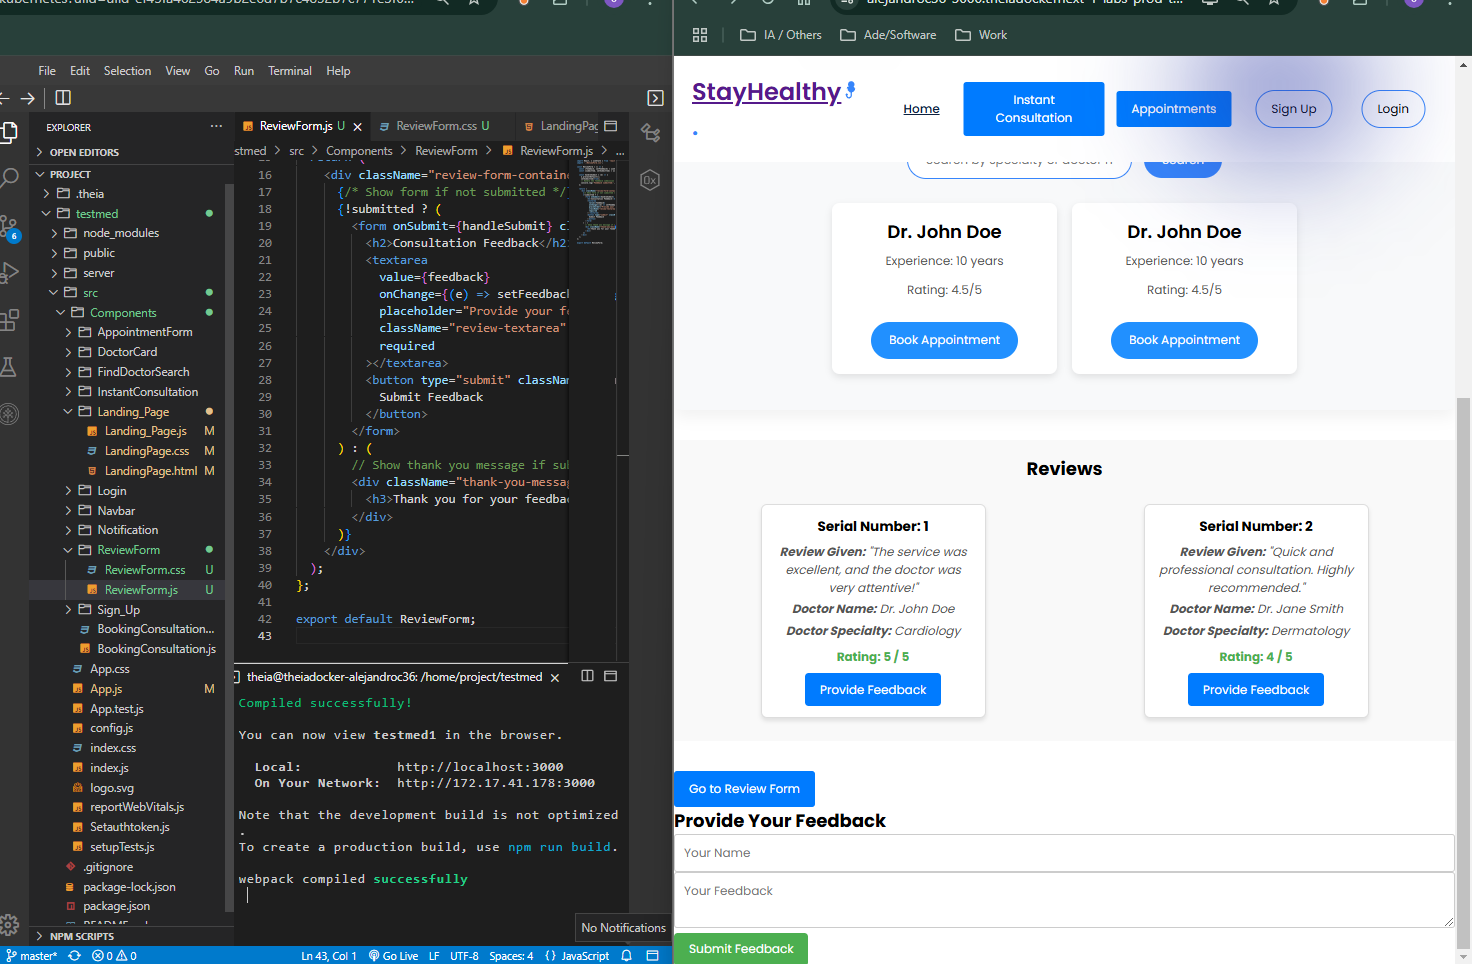 File Edit Selection View Go Run Terminal Help
EXPLORER
OPEN EDITORS
PROJECT
.theia
testmed
node_modules
public
server
src
Components
AppointmentForm
DoctorCard
FindDoctorSearch
InstantConsultation
Landing_Page
Landing_Page.js M
LandingPage.css M
LandingPage.html M
Login
Navbar
Notification
ReviewForm
ReviewForm.css U
ReviewForm.js U
Sign_Up
BookingConsultation...
BookingConsultation.js
App.css
App.js M
App.test.js
config.js
index.css
index.js
logo.svg
reportWebVitals.js
Setauthtoken.js
setupTests.js
.gitignore
package-lock.json
package.json
NPM SCRIPTS
6
ReviewForm.js U
ReviewForm.css U
LandingPag
stmed > src > Components > ReviewForm > ReviewForm.js > ...
16 <div className="review-form-containe
17 {/* Show form if not submitted */
18 {!submitted ? (
19 <form onSubmit={handleSubmit} cl
20 <h2>Consultation Feedback</h2
21 <textarea
22 value={feedback}
23 onChange={(e) => setFeedback
24 placeholder="Provide your fe
25 className="review-textarea"
26 required
27 ></textarea>
28 <button type="submit" classNam
29 Submit Feedback
30 </button>
31 </form>
32 ) : (
33 // Show thank you message if sub
34 <div className="thank-you-messag
35 <h3>Thank you for your feedba
36 </div>
37 )}
38 </div>
39 );
40 };
41
42 export default ReviewForm;
43
theia@theiadocker-alejandroc36: /home/project/testmed
Compiled successfully!
You can now view testmed1 in the browser.
Local: http://localhost:3000
On Your Network: http://172.17.41.178:3000
Note that the development build is not optimized
.
To create a production build, use npm run build.
webpack compiled successfully
No Notifications
master* 0 0 Ln 43, Col 1 Go Live LF UTF-8 Spaces: 4 {} JavaScript
IA / Others Ade/Software Work
StayHealthy
.
Home
Instant Consultation
Appointments
Sign Up
Login
Search
Dr. John Doe
Experience: 10 years
Rating: 4.5/5
Book Appointment
Dr. John Doe
Experience: 10 years
Rating: 4.5/5
Book Appointment
Reviews
Serial Number: 1
Review Given: "The service was
excellent, and the doctor was
very attentive!"
Doctor Name: Dr. John Doe
Doctor Specialty: Cardiology
Rating: 5 / 5
Provide Feedback
Serial Number: 2
Review Given: "Quick and
professional consultation. Highly
recommended."
Doctor Name: Dr. Jane Smith
Doctor Specialty: Dermatology
Rating: 4 / 5
Provide Feedback
Go to Review Form
Provide Your Feedback
Your Name
Your Feedback
Submit Feedback